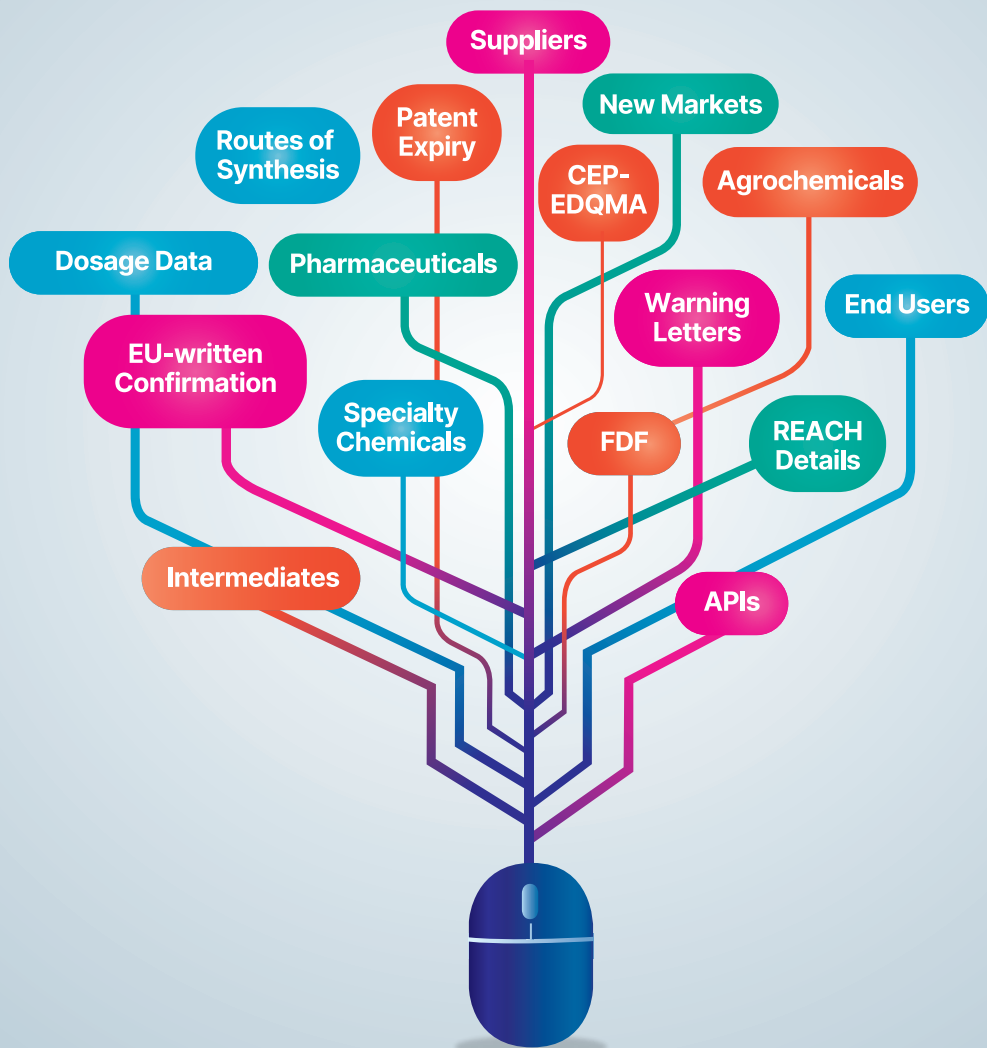 Suppliers
New Markets
Patent
Expiry
Routes of
Synthesis
CEP-
EDQMA
Agrochemicals
Dosage Data
Pharmaceuticals
Warning
Letters
End Users
EU-written
Confirmation
Specialty
Chemicals
FDF
REACH
Details
Intermediates
APIs